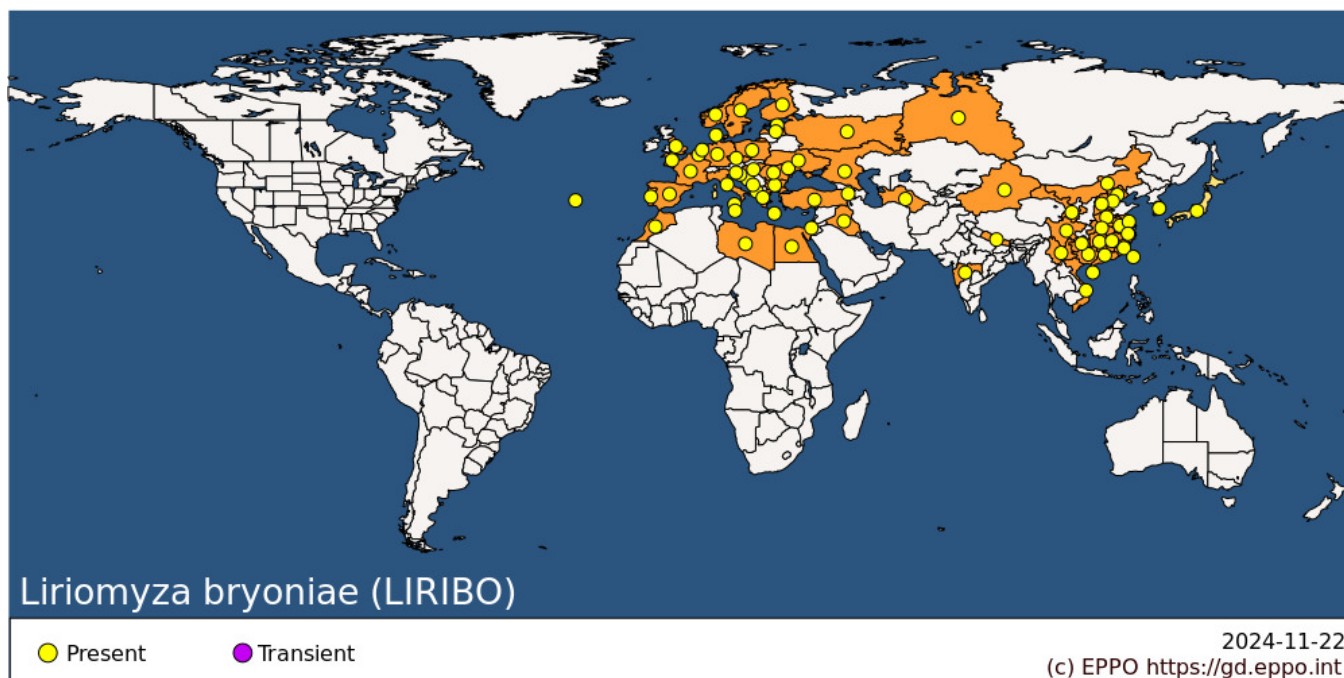 Liriomyza bryoniae (LIRIBO)
Present
Transient
2024-11-22
(c) EPPO https://gd.eppo.int